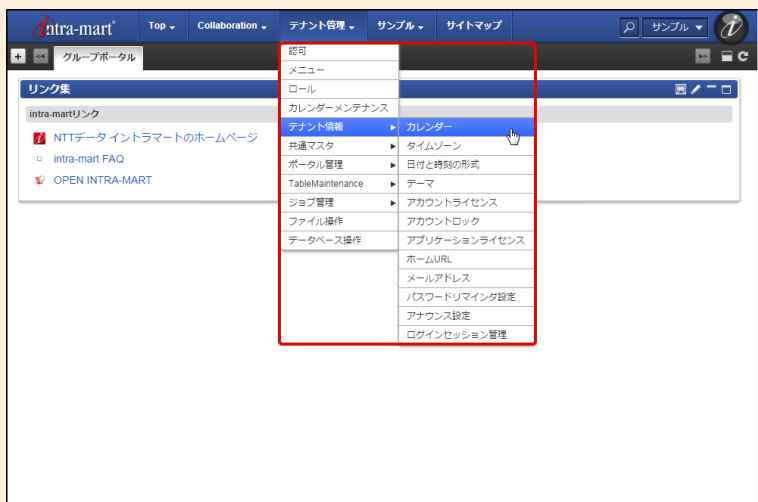 intra-mart Top Collaboration テナント管理 サンプル サイトマップ サンプル
グループポータル
リンク集
intra-martリンク
NTTデータ イントラマートのホームページ
intra-mart FAQ
OPEN INTRA-MART
認可
メニュー
ロール
カレンダーメンテナンス
テナント情報
共通マスタ
ポータル管理
TableMaintenance
ジョブ管理
ファイル操作
データベース操作
カレンダー
タイムゾーン
日付と時刻の形式
テーマ
アカウントライセンス
アカウントロック
アプリケーションライセンス
ホームURL
メールアドレス
パスワードリマインダ設定
アナウンス設定
ログインセッション管理